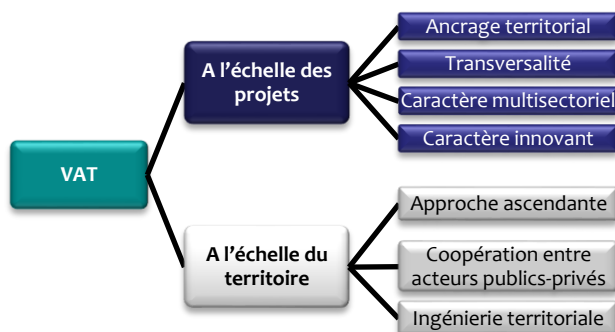 VAT
A l’échelle des
projets
Ancrage territorial
Transversalité
Caractère multisectoriel
Caractère innovant
A l’échelle du
territoire
Approche ascendante
Coopération entre
acteurs publics-privés
Ingénierie territoriale